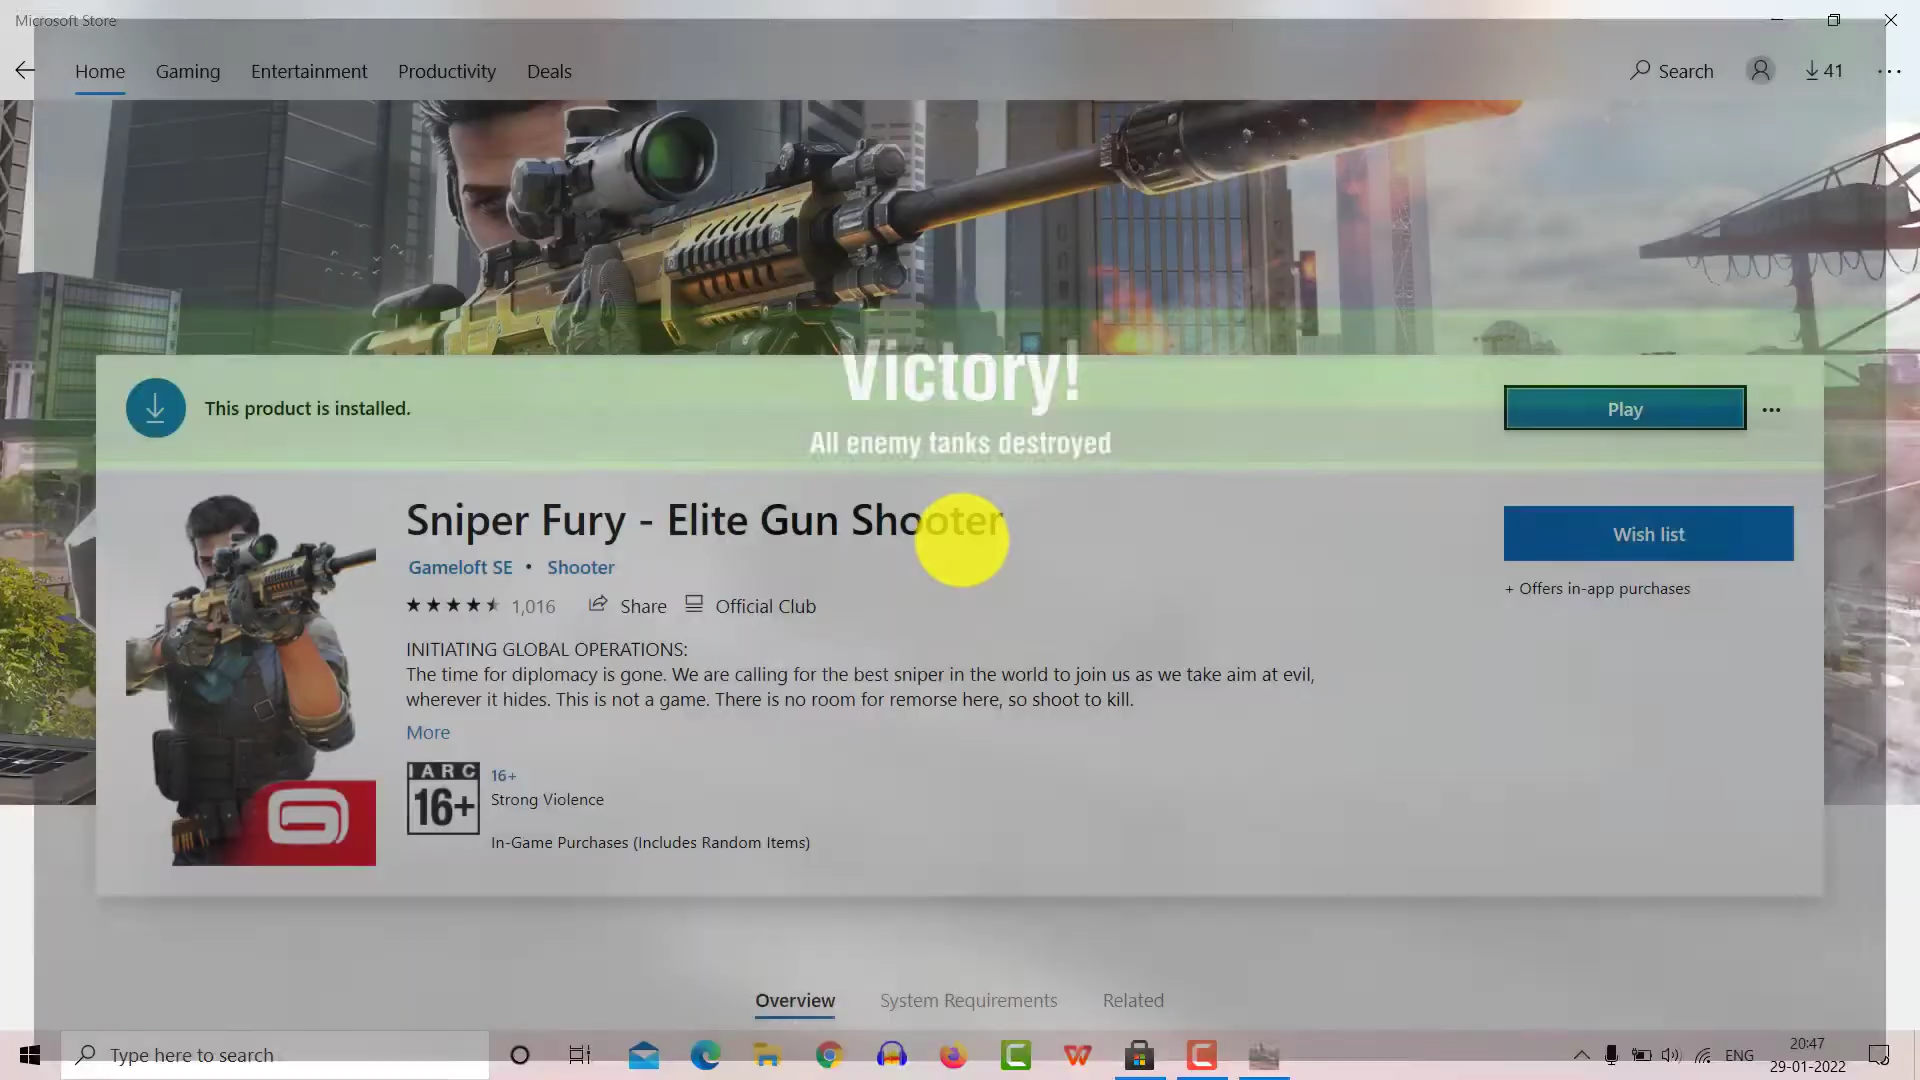 Microsoft Store
Home Gaming Entertainment Productivity Deals Search 41
Victory!
This product is installed. Play
All enemy tanks destroyed
Sniper Fury - Elite Gun Shooter
Wish list
Gameloft SE • Shooter
+ Offers in-app purchases
1,016 Share Official Club
INITIATING GLOBAL OPERATIONS:
The time for diplomacy is gone. We are calling for the best sniper in the world to join us as we take aim at evil,
wherever it hides. This is not a game. There is no room for remorse here, so shoot to kill.
More
IARC
16+
16+
Strong Violence
In-Game Purchases (Includes Random Items)
Overview System Requirements Related
Type here to search
ENG
20:47
29-01-2022